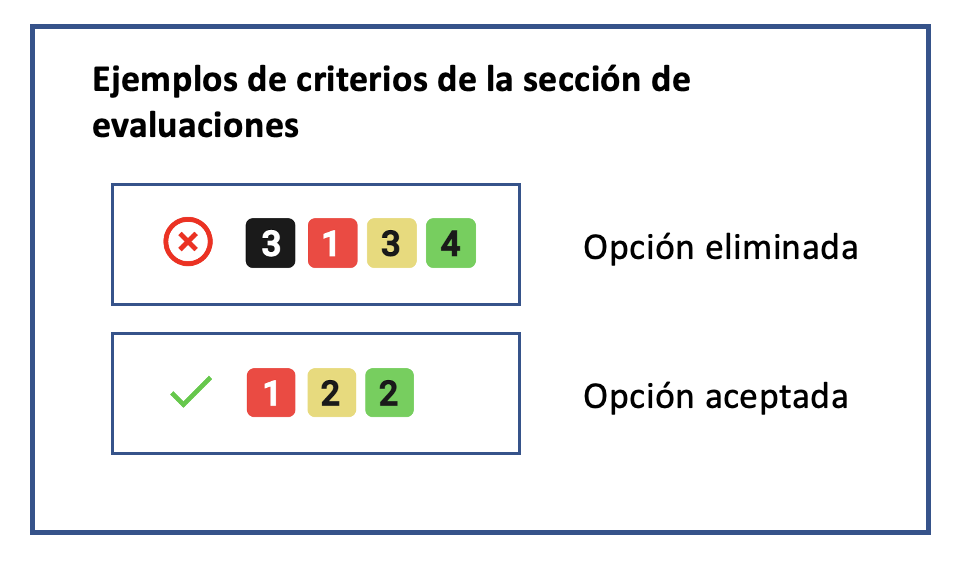 Ejemplos de criterios de la sección de
evaluaciones
3 1 3 4 Opción eliminada
1 2 2 Opción aceptada